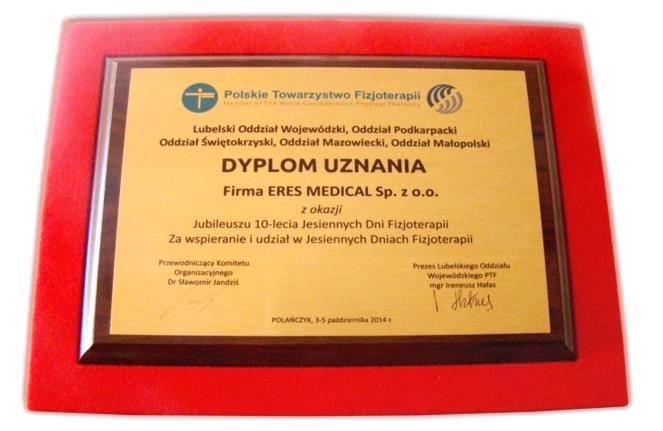 Polskie Towarzystwo Fizjoterapii
Member of The World Confederation Physical Theraphy
Lubelski Oddział Wojewódzki, Oddział Podkarpacki
Oddział Świętokrzyski, Oddział Mazowiecki, Oddział Małopolski
DYPLOM UZNANIA
Firma ERES MEDICAL Sp. z o.o.
z okazji
Jubileuszu 10-lecia Jesiennych Dni Fizjoterapii
Za wspieranie i udział w Jesiennych Dniach Fizjoterapii
Przewodniczący Komitetu
Organizacyjnego
Dr Sławomir Jandziś
Prezes Lubelskiego Oddziału
Wojewódzkiego PTF
mgr Ireneusz Hałas
POLAŃCZYK, 3-5 października 2014 r.